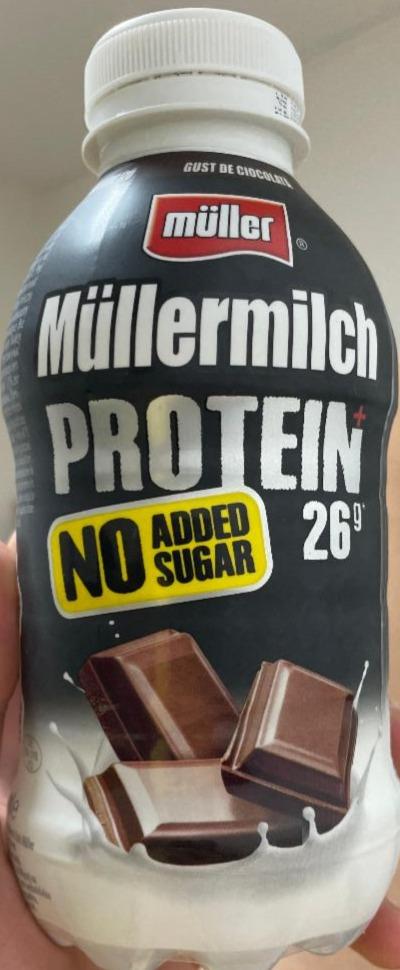 GUST DE CIOCOLATĂ
müller®
Müllermilch
PROTEIN+
26g*
NO ADDED
SUGAR